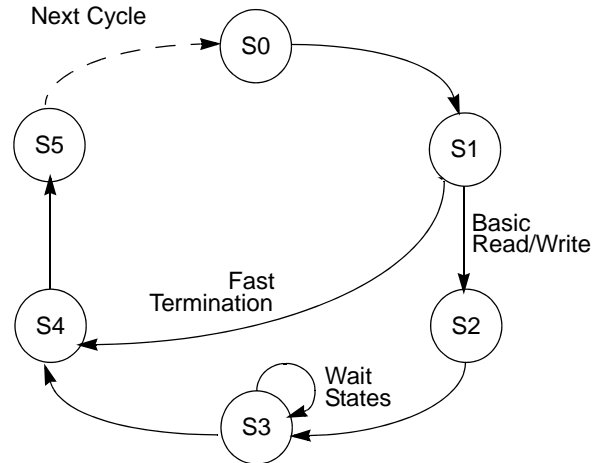 Next Cycle
S0
S5
S1
Basic
Read/Write
Fast
Termination
S4
S2
Wait
States
S3